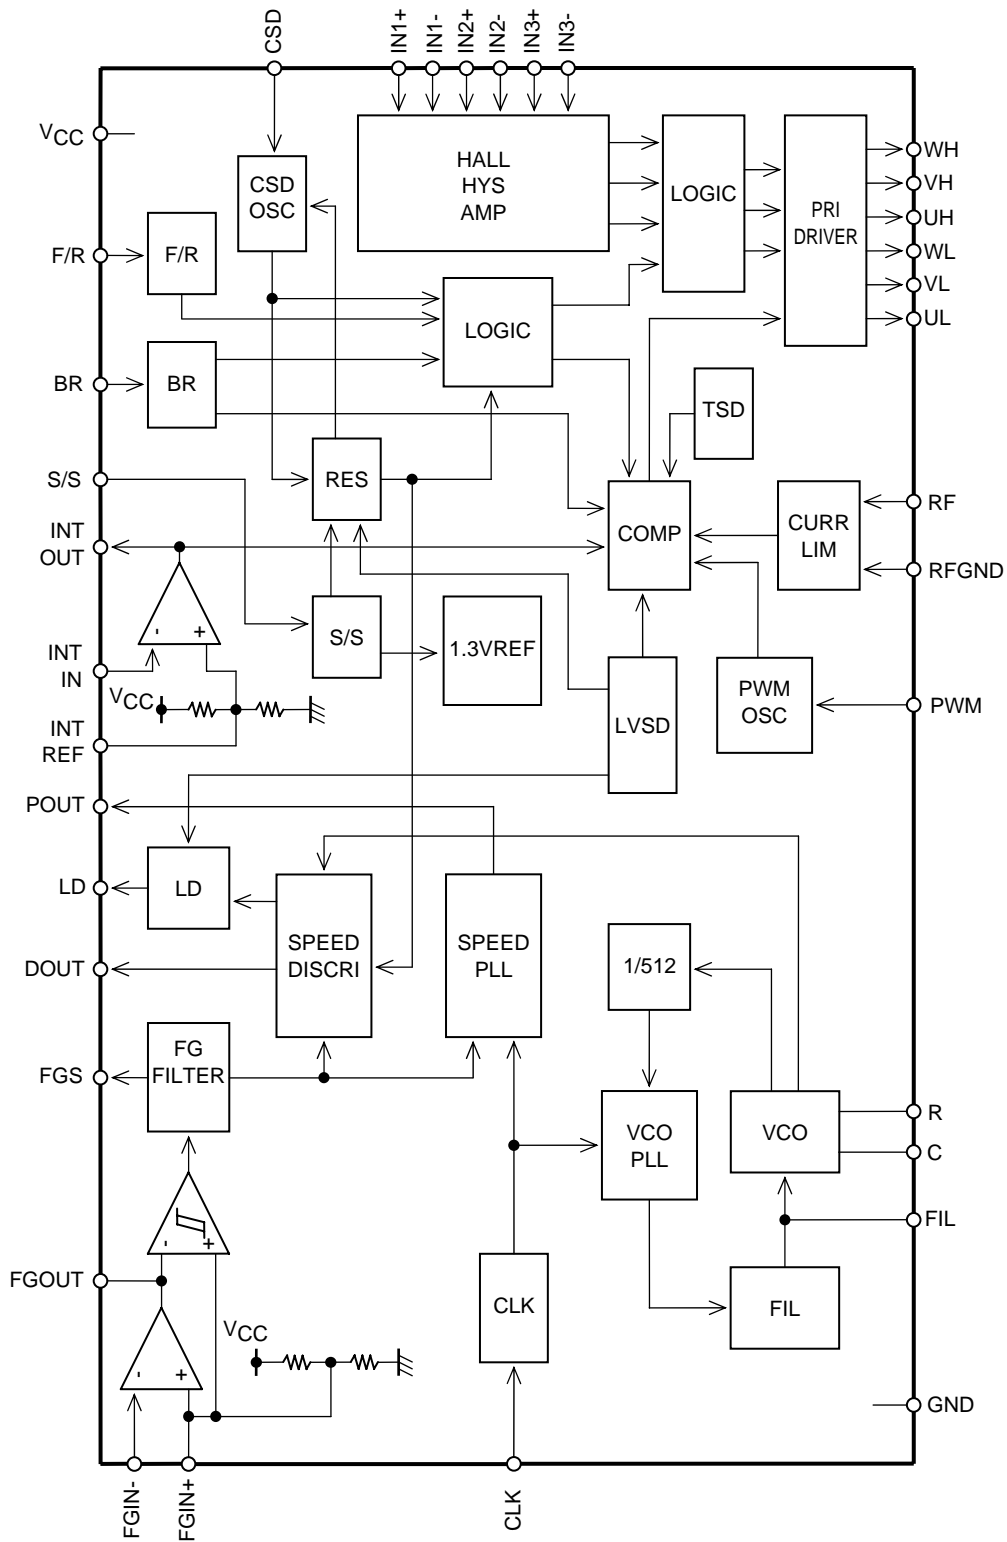 CSD
IN1+
IN1-
IN2+
IN2-
IN3+
IN3-
VCC
F/R
BR
S/S
INT
OUT
INT
IN
INT
REF
POUT
LD
DOUT
FGS
FGOUT
FGIN-
FGIN+
CLK
WH
VH
UH
WL
VL
UL
RF
RFGND
PWM
R
C
FIL
GND
CSD
OSC
HALL
HYS
AMP
LOGIC
PRI
DRIVER
F/R
LOGIC
BR
TSD
RES
COMP
CURR
LIM
- +
S/S
1.3VREF
LVSD
PWM
OSC
VCC
LD
SPEED
DISCRI
SPEED
PLL
1/512
FG
FILTER
VCO
PLL
VCO
- +
CLK
FIL
VCC
- +